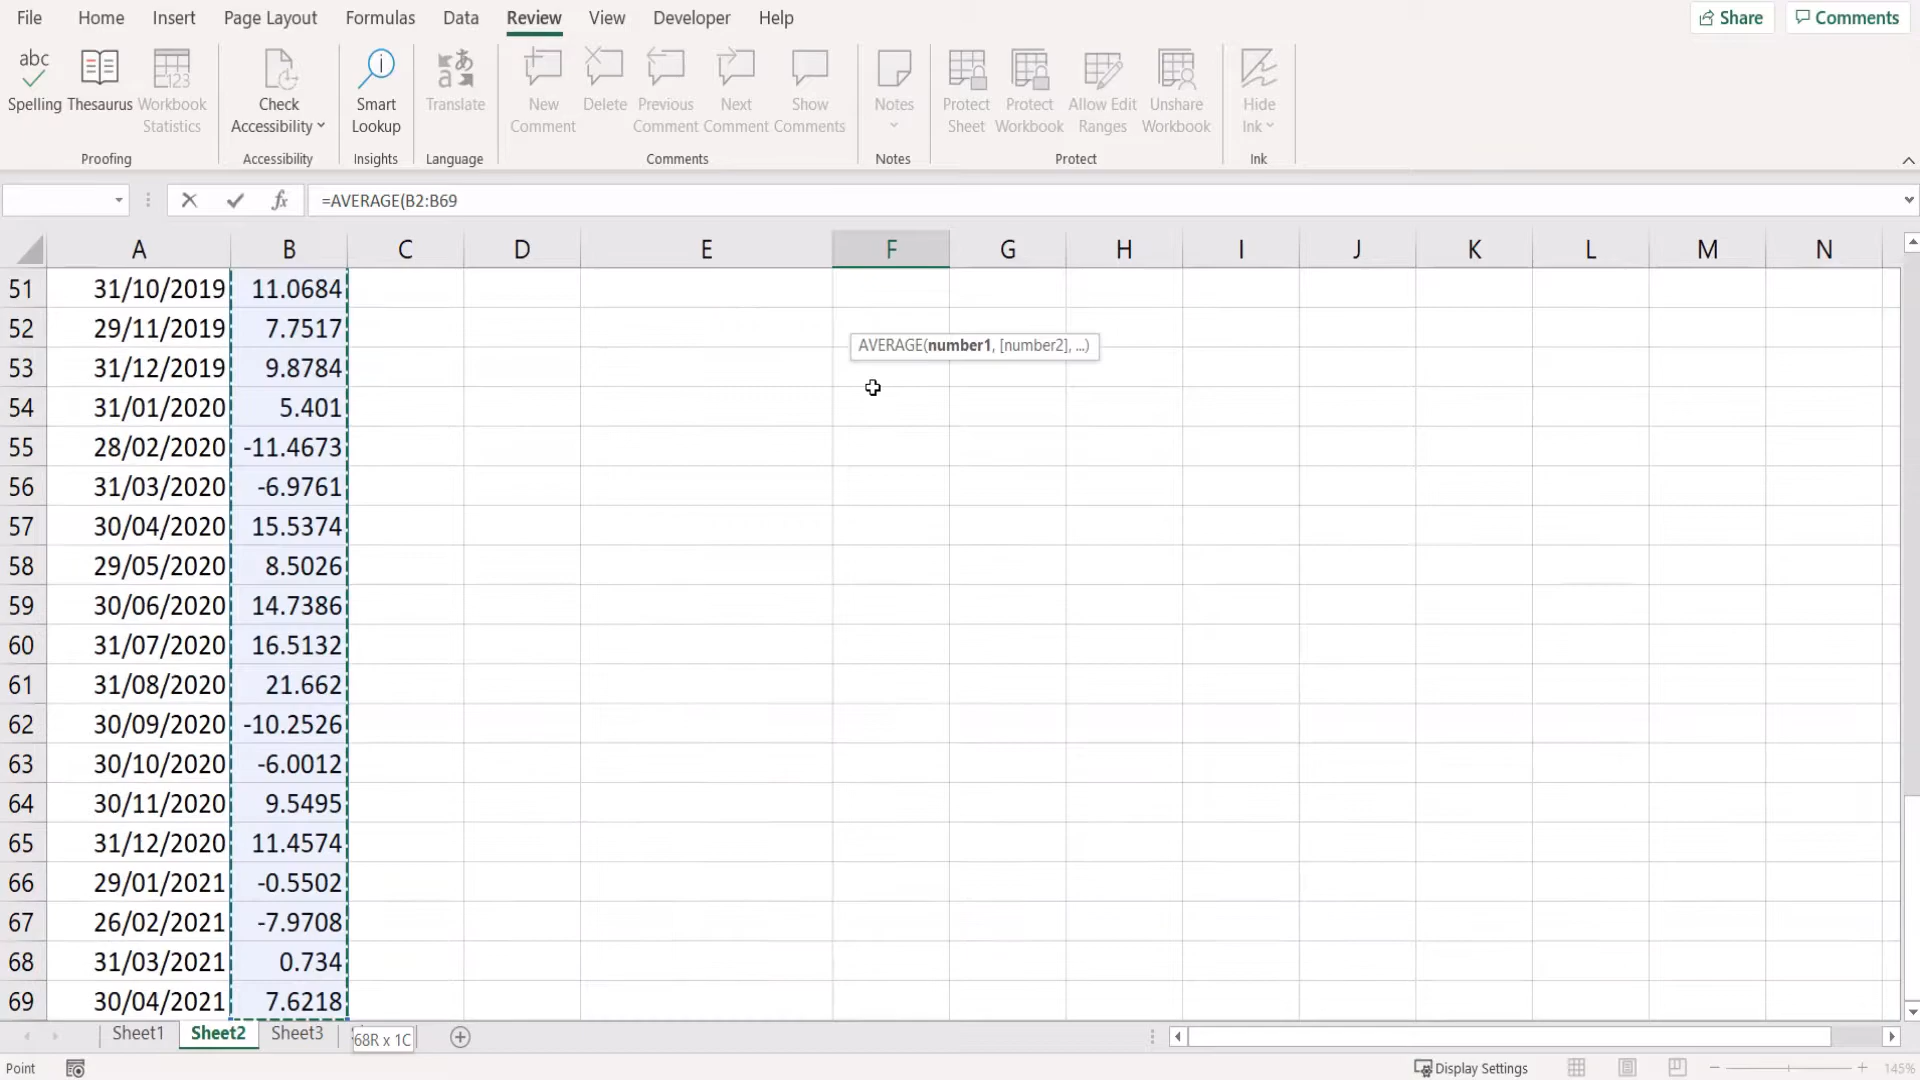 File Home Insert Page Layout Formulas Data Review View Developer Help Share Comments
abc
Spelling Thesaurus Workbook Statistics Check Accessibility Smart Lookup Translate New Comment Delete Previous Comment Next Comment Show Comments Notes Protect Sheet Protect Workbook Allow Edit Ranges Unshare Workbook Hide Ink
Proofing Accessibility Insights Language Comments Notes Protect Ink
fx =AVERAGE(B2:B69
A B C D E F G H I J K L M N
51 31/10/2019 11.0684
52 29/11/2019 7.7517
AVERAGE(number1, [number2], ...)
53 31/12/2019 9.8784
54 31/01/2020 5.401
55 28/02/2020 -11.4673
56 31/03/2020 -6.9761
57 30/04/2020 15.5374
58 29/05/2020 8.5026
59 30/06/2020 14.7386
60 31/07/2020 16.5132
61 31/08/2020 21.662
62 30/09/2020 -10.2526
63 30/10/2020 -6.0012
64 30/11/2020 9.5495
65 31/12/2020 11.4574
66 29/01/2021 -0.5502
67 26/02/2021 -7.9708
68 31/03/2021 0.734
69 30/04/2021 7.6218
Sheet1 Sheet2 Sheet3 68R x 1C
Point Display Settings 145%